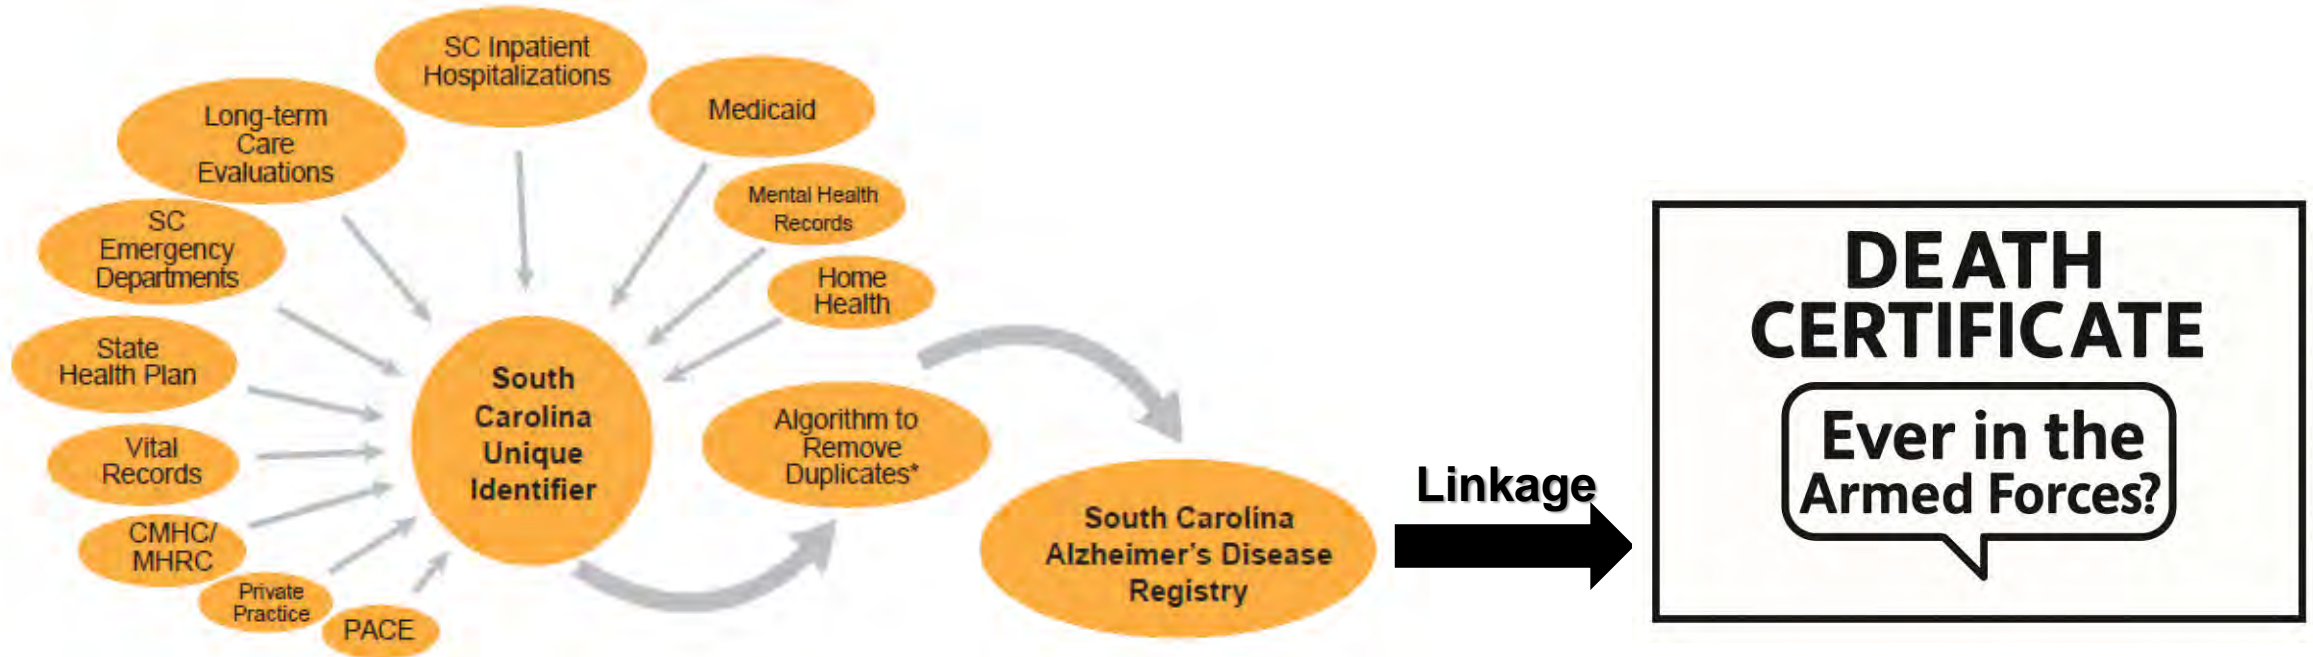 SC Inpatient
Hospitalizations
Medicaid
Long-term
Care
Evaluations
Mental Health
Records
SC
Emergency
Departments
Home
Health
State
Health Plan
South
Carolina
Unique
Identifier
Algorithm to
Remove
Duplicates*
Vital
Records
CMHC/
MHRC
Private
Practice
PACE
South Carolina
Alzheimer's Disease
Registry
Linkage
DEATH
CERTIFICATE
Ever in the
Armed Forces?